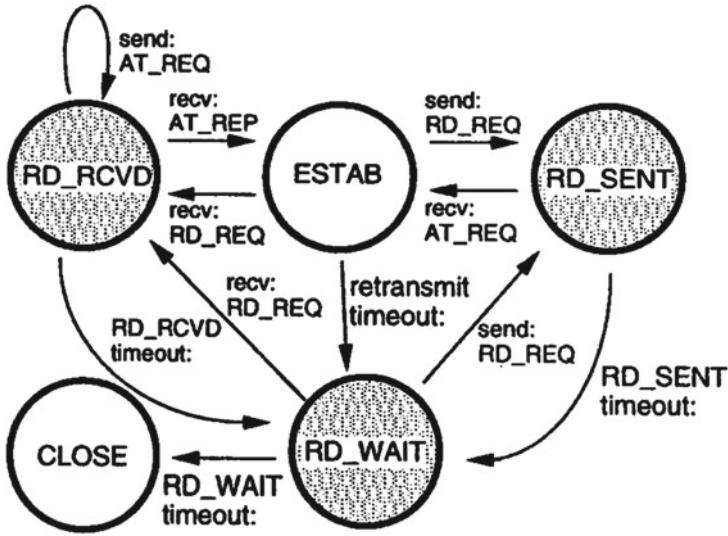 send:
AT_REQ
recv:
AT_REP
send:
RD_REQ
RD_RCVD
ESTAB
RD_SENT
recv:
RD_REQ
recv:
AT_REQ
recv:
RD_REQ
retransmit
timeout:
RD_RCVD
timeout:
send:
RD_REQ
RD_SENT
timeout:
CLOSE
RD_WAIT
RD_WAIT
timeout: